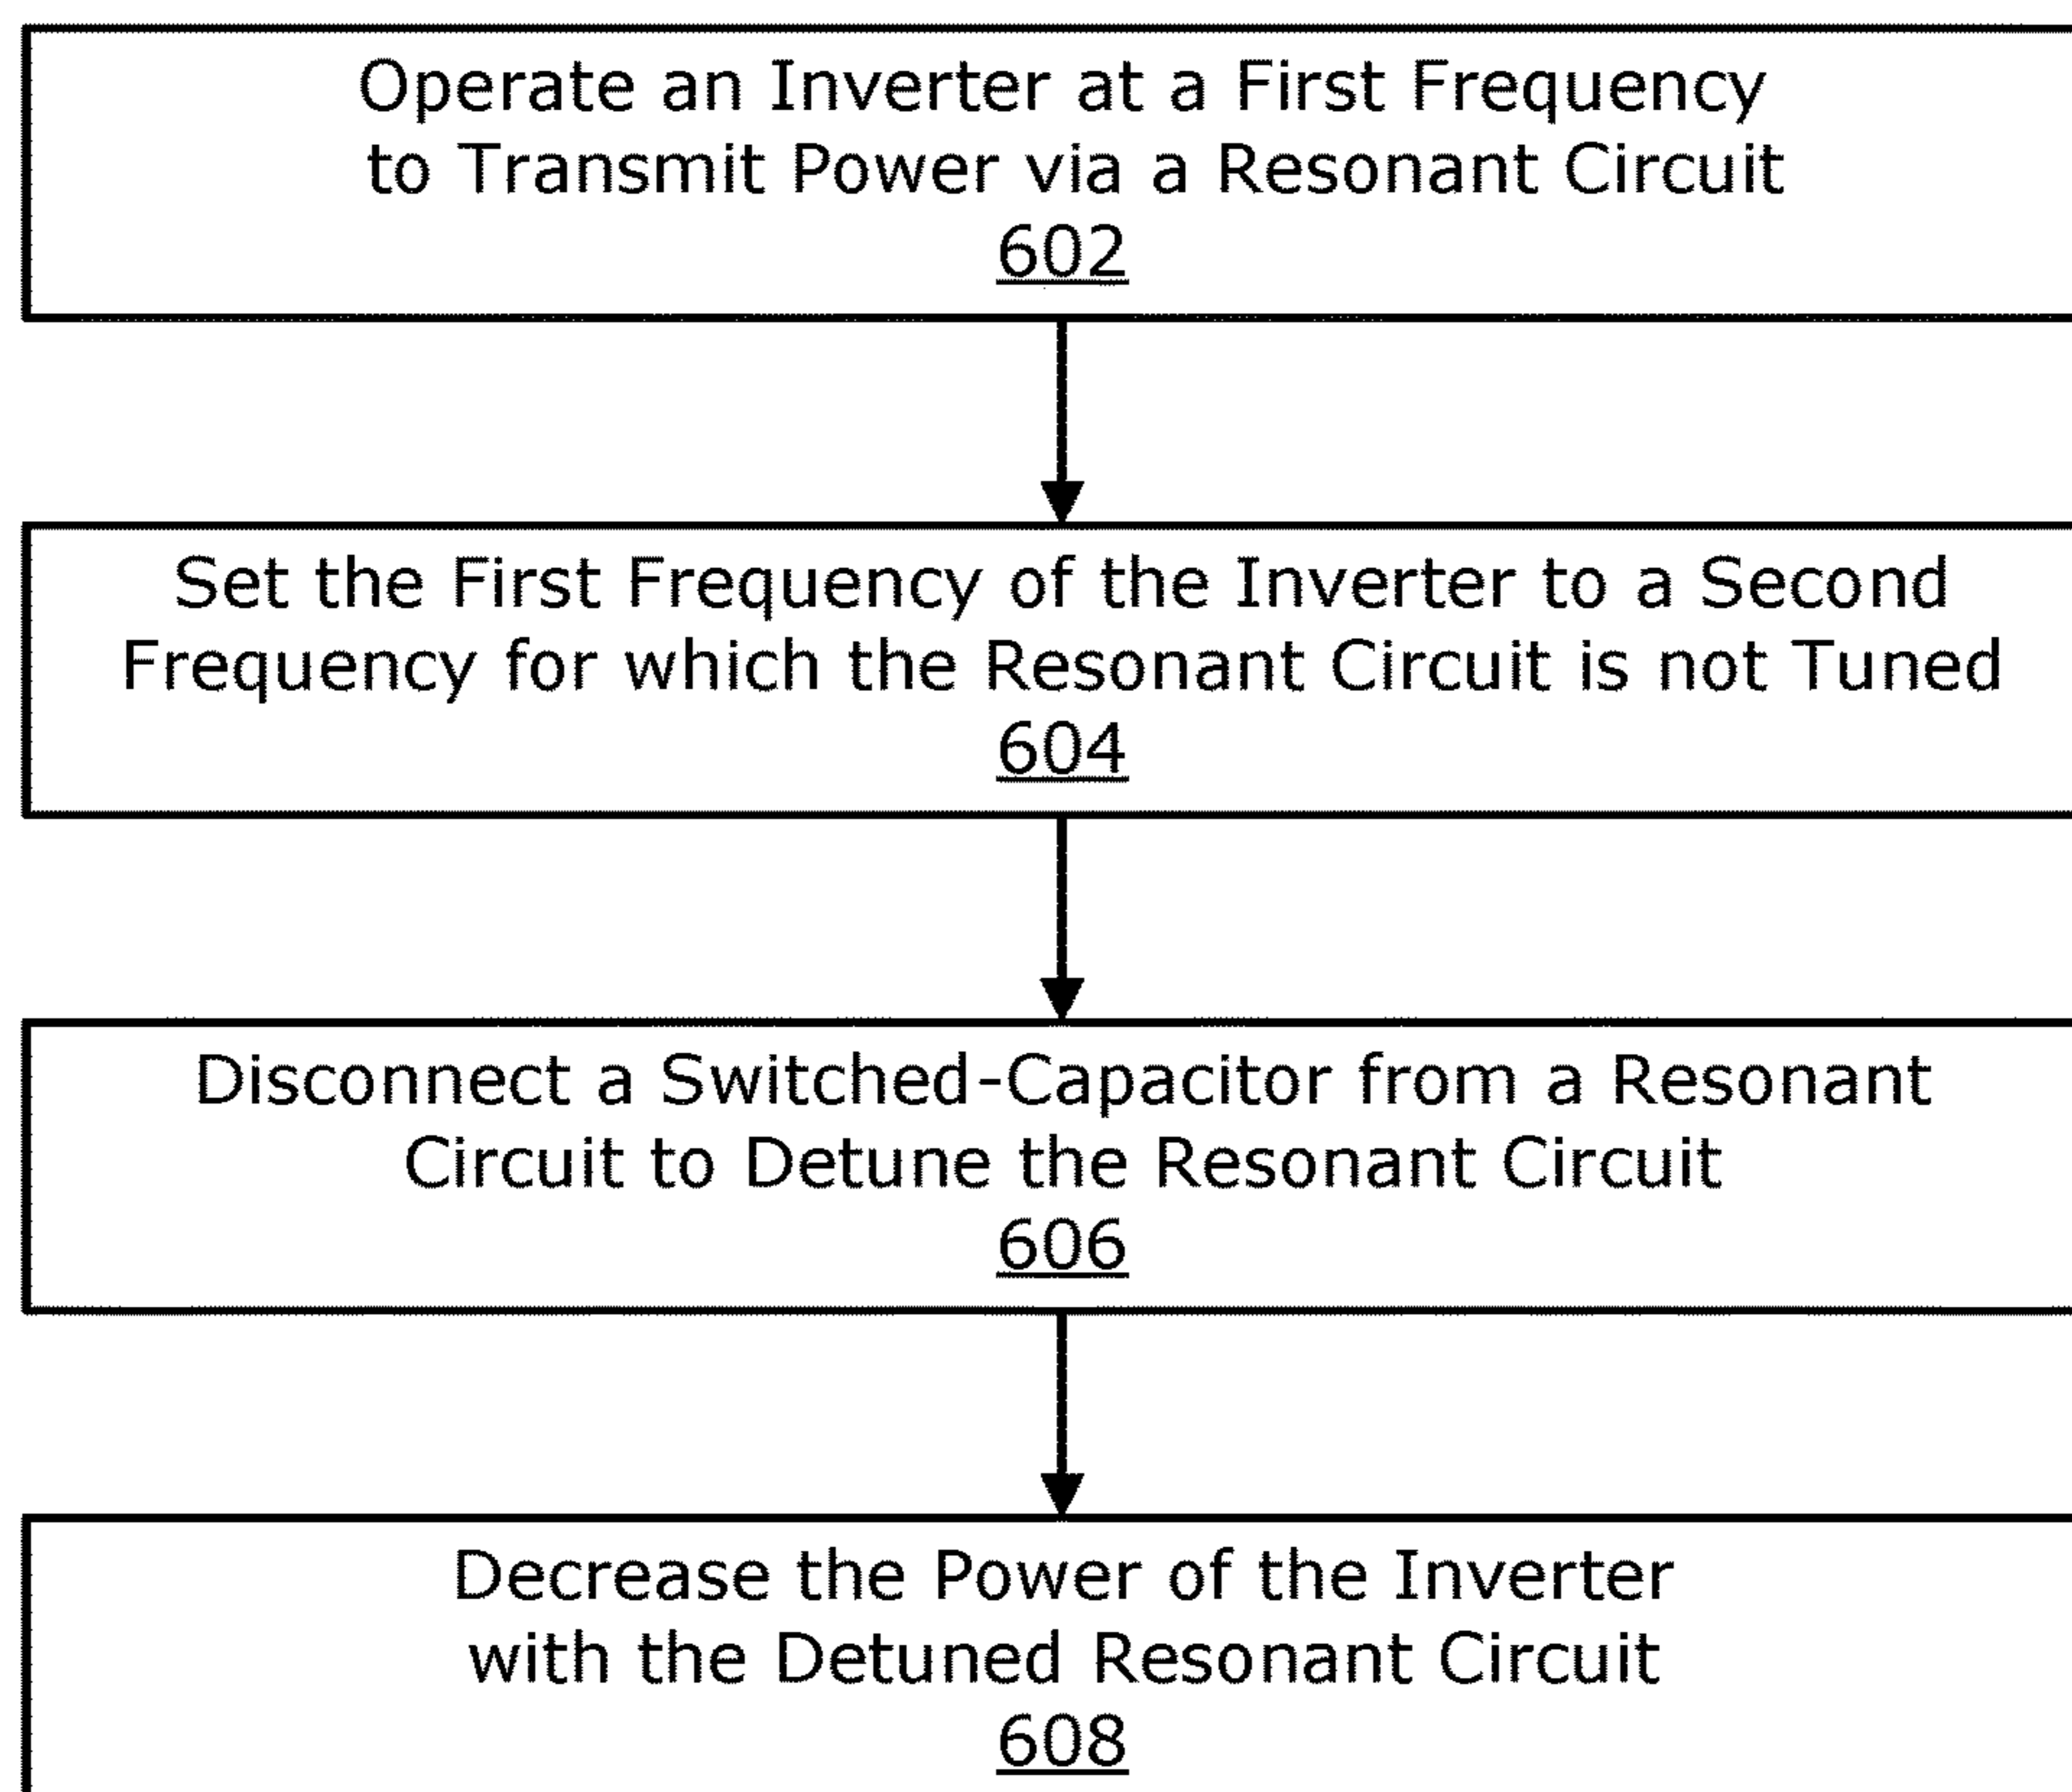 Operate an Inverter at a First Frequency
to Transmit Power via a Resonant Circuit
602
Set the First Frequency of the Inverter to a Second
Frequency for which the Resonant Circuit is not Tuned
604
Disconnect a Switched-Capacitor from a Resonant
Circuit to Detune the Resonant Circuit
606
Decrease the Power of the Inverter
with the Detuned Resonant Circuit
608